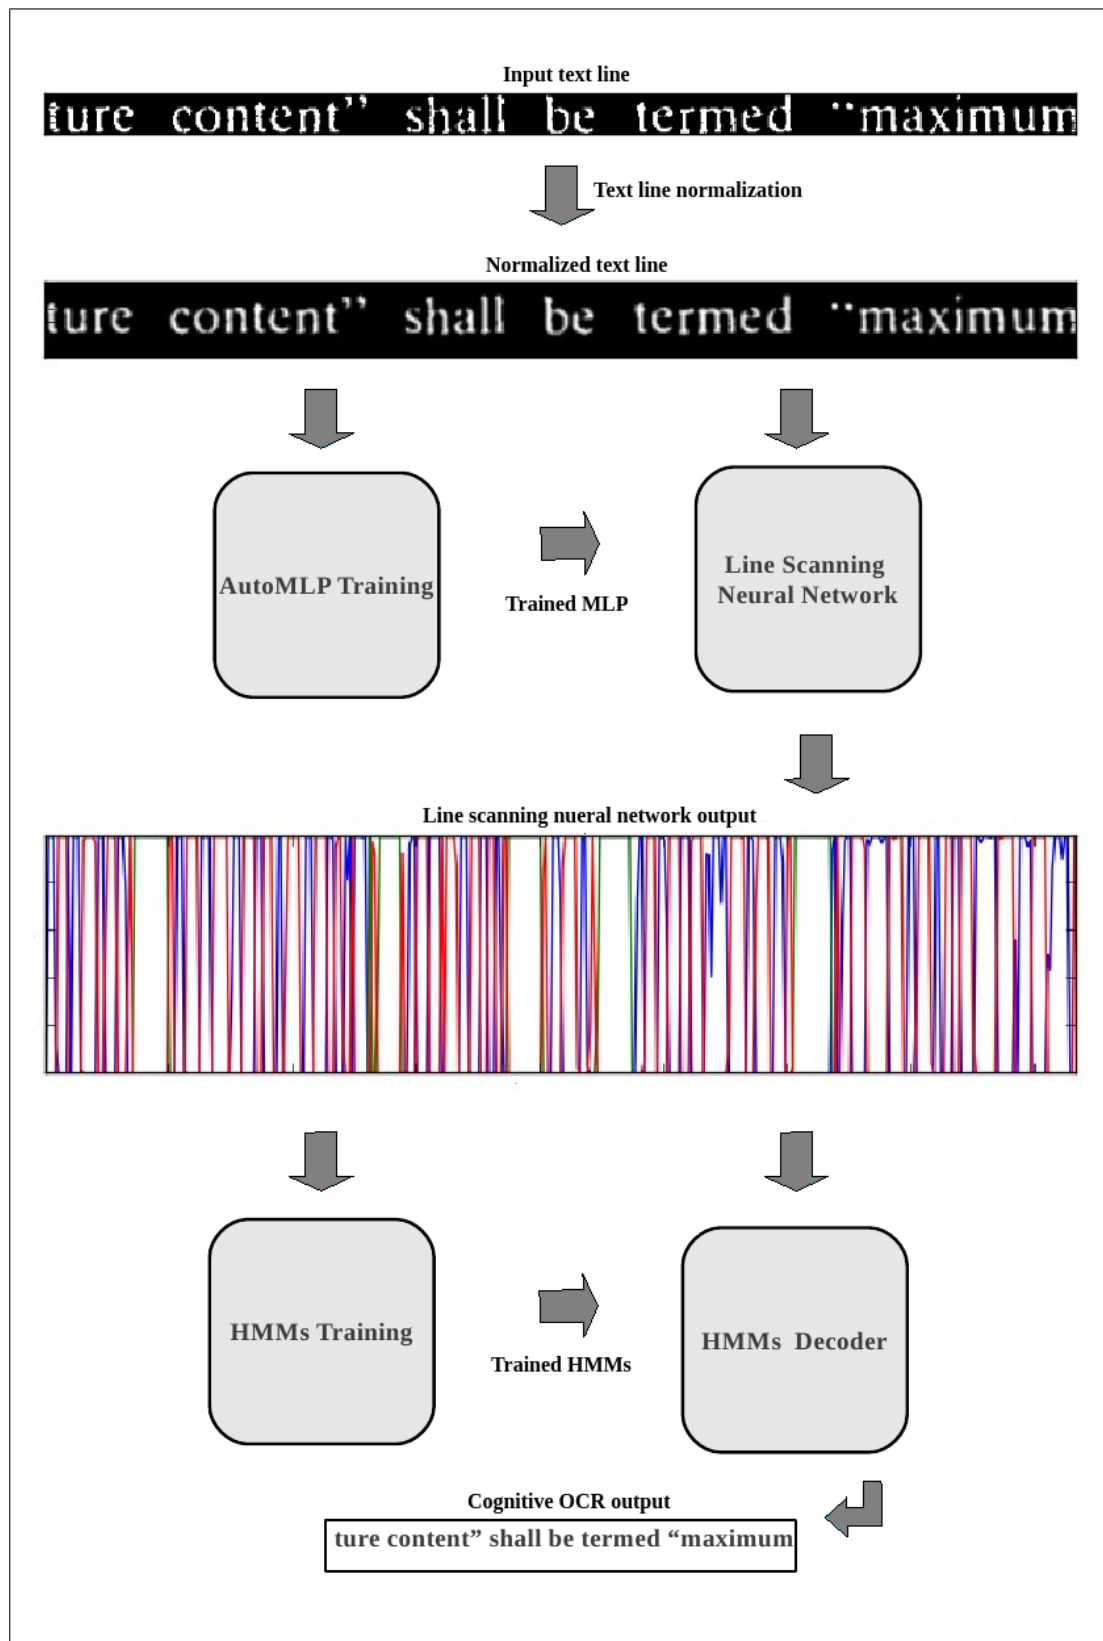 Input text line
ture content” shall be termed “maximum
Text line normalization
Normalized text line
ture content” shall be termed “maximum
AutoMLP Training
Trained MLP
Line Scanning
Neural Network
Line scanning nueral network output
HMMs Training
Trained HMMs
HMMs Decoder
Cognitive OCR output
ture content” shall be termed “maximum